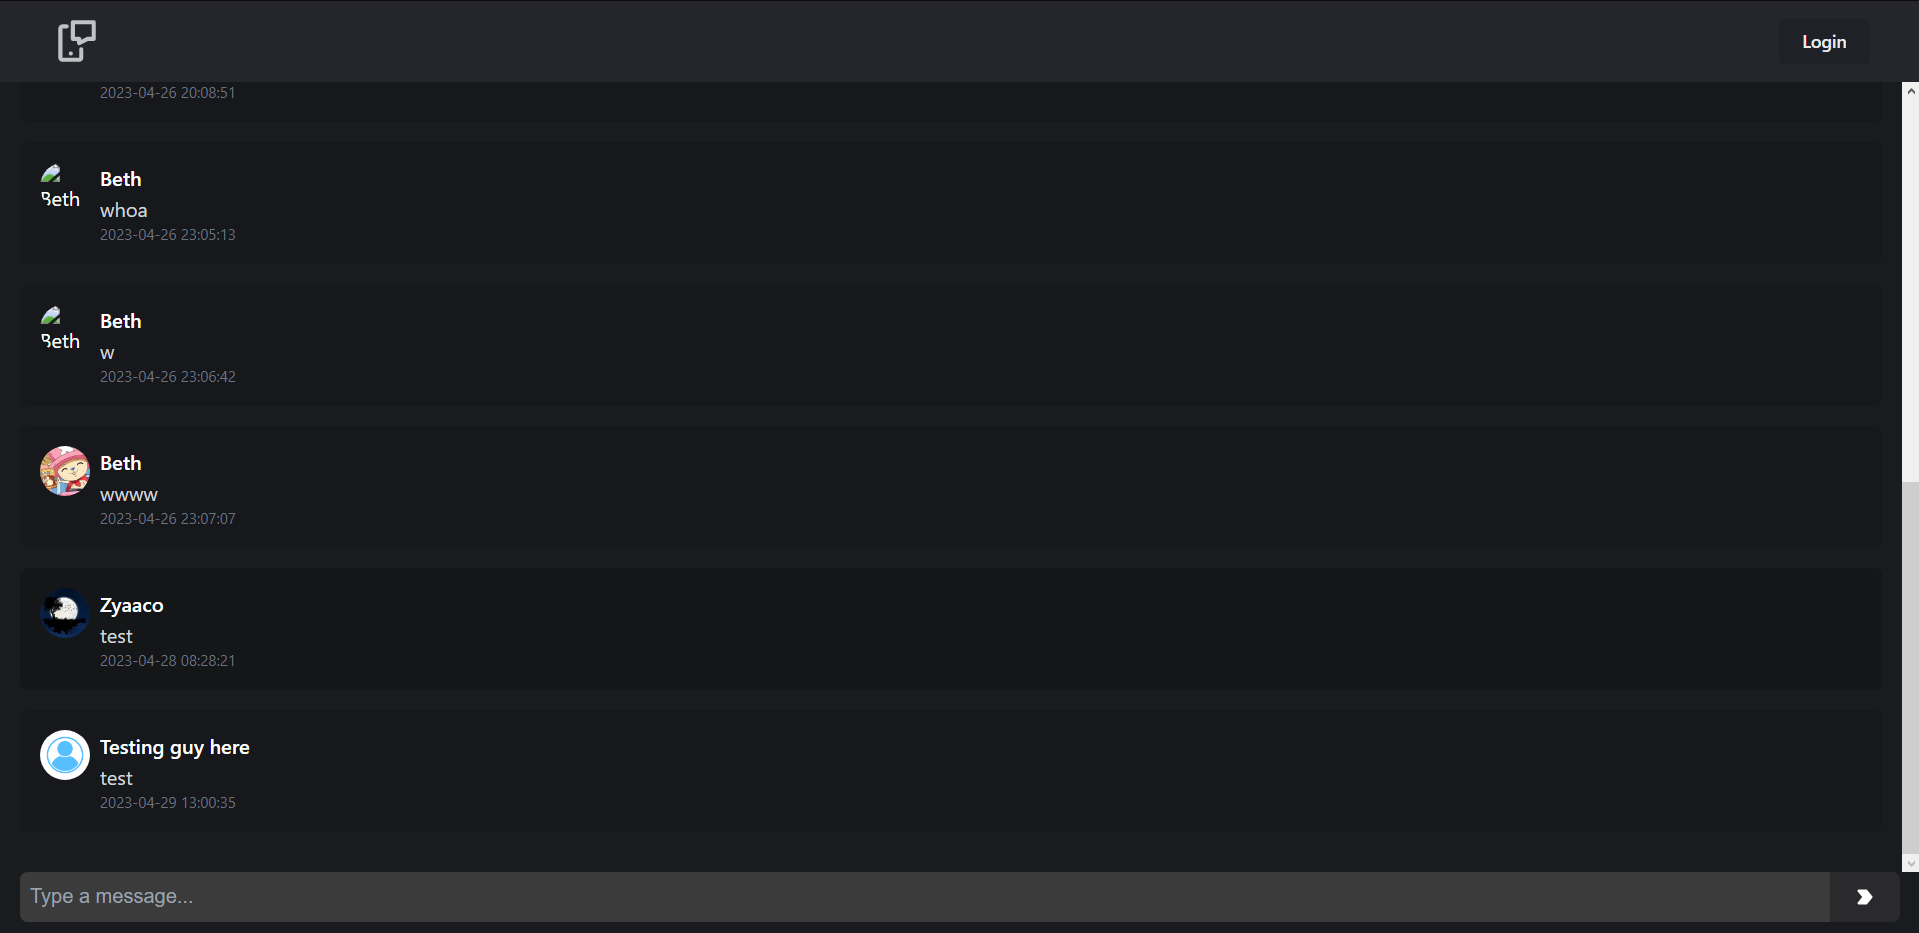 Login
2023-04-26 20:08:51
Beth
Beth
whoa
2023-04-26 23:05:13
Beth
Beth
w
2023-04-26 23:06:42
Beth
wwww
2023-04-26 23:07:07
Zyaaco
test
2023-04-28 08:28:21
Testing guy here
test
2023-04-29 13:00:35
Type a message...